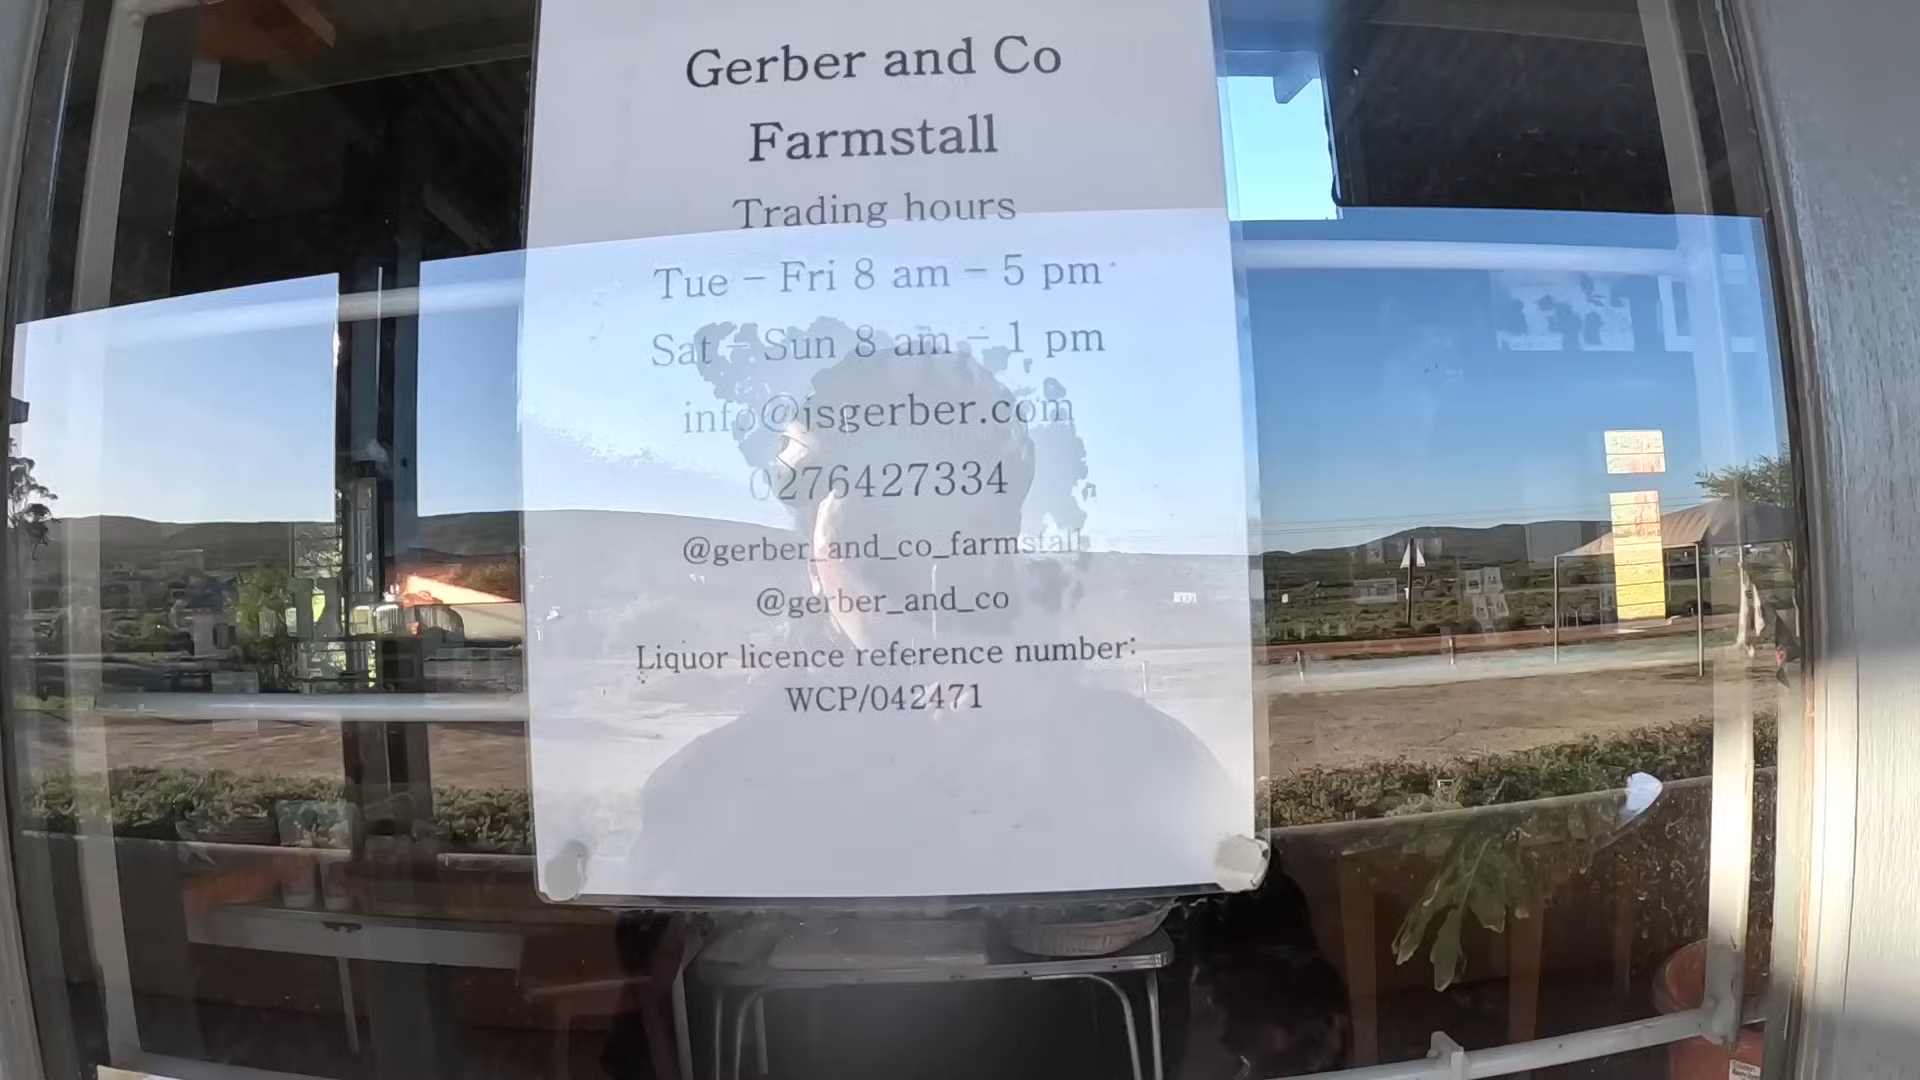 Gerber and Co
Farmstall
Trading hours
Tue - Fri 8 am - 5 pm
Sat - Sun 8 am - 1 pm
info@jsgerber.com
0276427334
@gerber_and_co_farmstall
@gerber_and_co
Liquor licence reference number:
WCP/042471